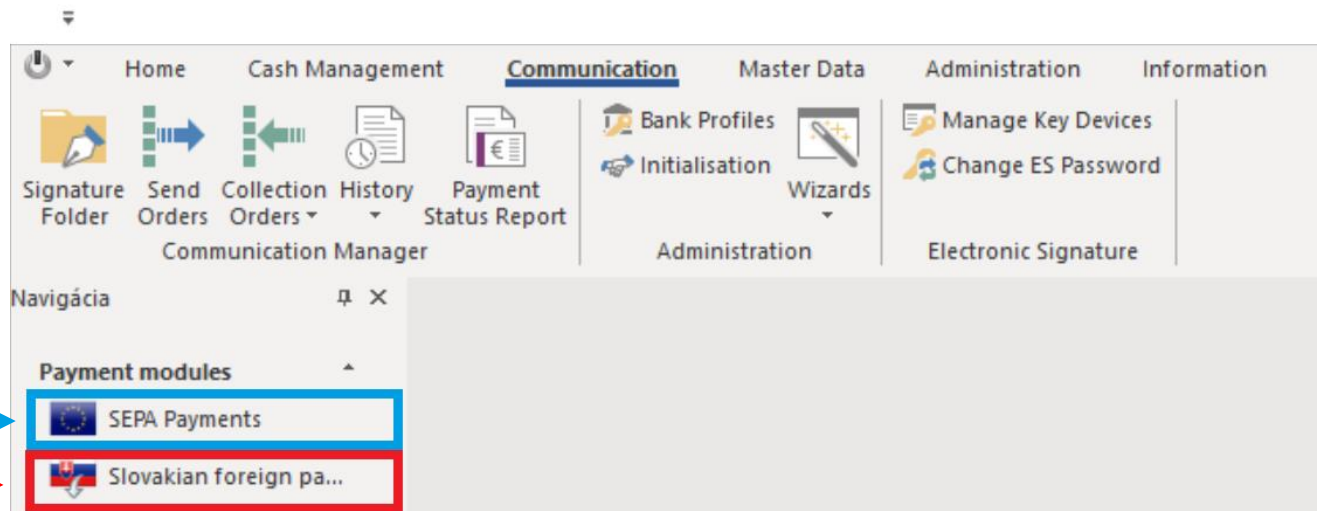 Home Cash Management Communication Master Data Administration Information
Signature Folder
Send Orders
Collection Orders
History
Payment Status Report
Communication Manager
Bank Profiles
Initialisation
Wizards
Administration
Manage Key Devices
Change ES Password
Electronic Signature
Navigácia
Payment modules
SEPA Payments
Slovakian foreign pa...